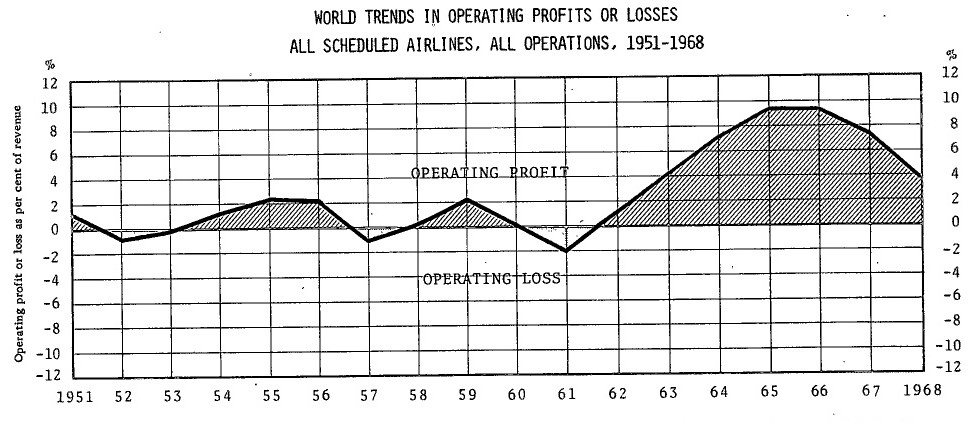 WORLD TRENDS IN OPERATING PROFITS OR LOSSES
ALL SCHEDULED AIRLINES, ALL OPERATIONS, 1951-1968
% %
12 12
10 10
8 8
6 6
OPERATING PROFIT
4 4
2 2
0 0
-2 -2
OPERATING LOSS
-4 -4
-6 -6
-8 -8
-10 -10
-12 -12
Operating profit or loss as per cent of revenue
1951 52 53 54 55 56 57 58 59 60 61 62 63 64 65 66 67 1968